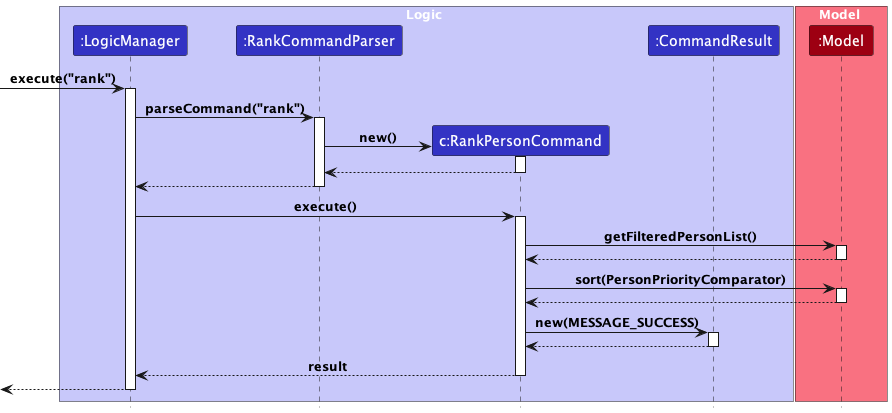 Logic
Model
:LogicManager
:RankCommandParser
:CommandResult
:Model
execute("rank")
parseCommand("rank")
new()
c:RankPersonCommand
execute()
getFilteredPersonList()
sort(PersonPriorityComparator)
new(MESSAGE_SUCCESS)
result